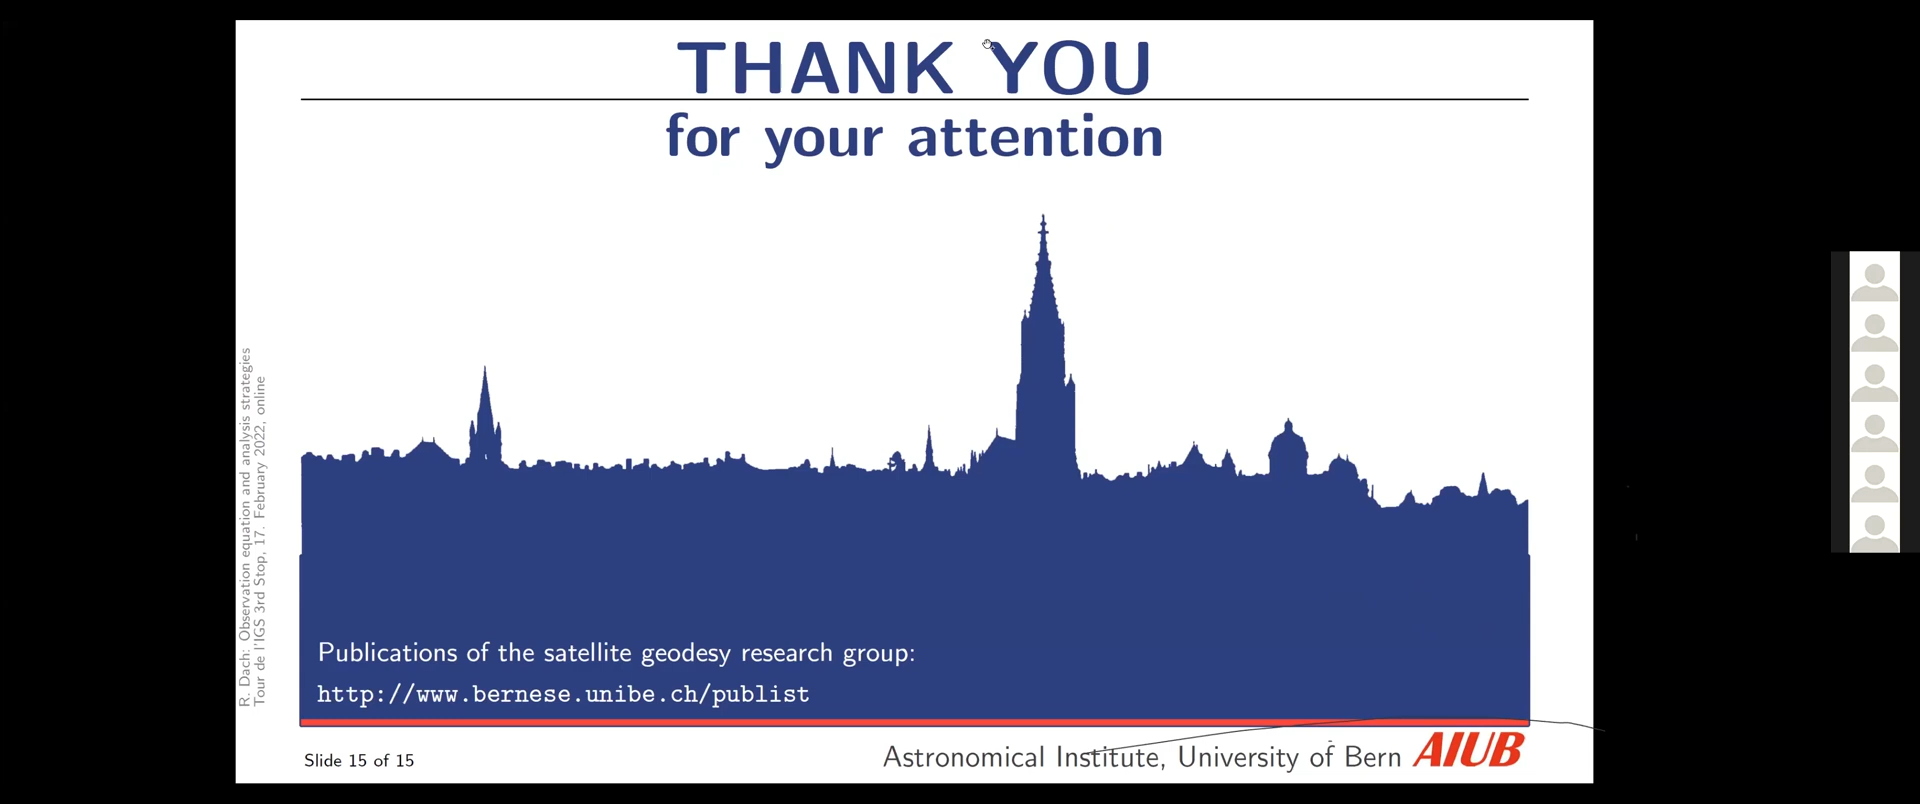 THANK YOU
for your attention
R. Dach: Observation equation and analysis strategies
Tour de l'IGS 3rd Stop, 17. February 2022, online
Publications of the satellite geodesy research group:
http://www.bernese.unibe.ch/publist
Slide 15 of 15
Astronomical Institute, University of Bern AIUB